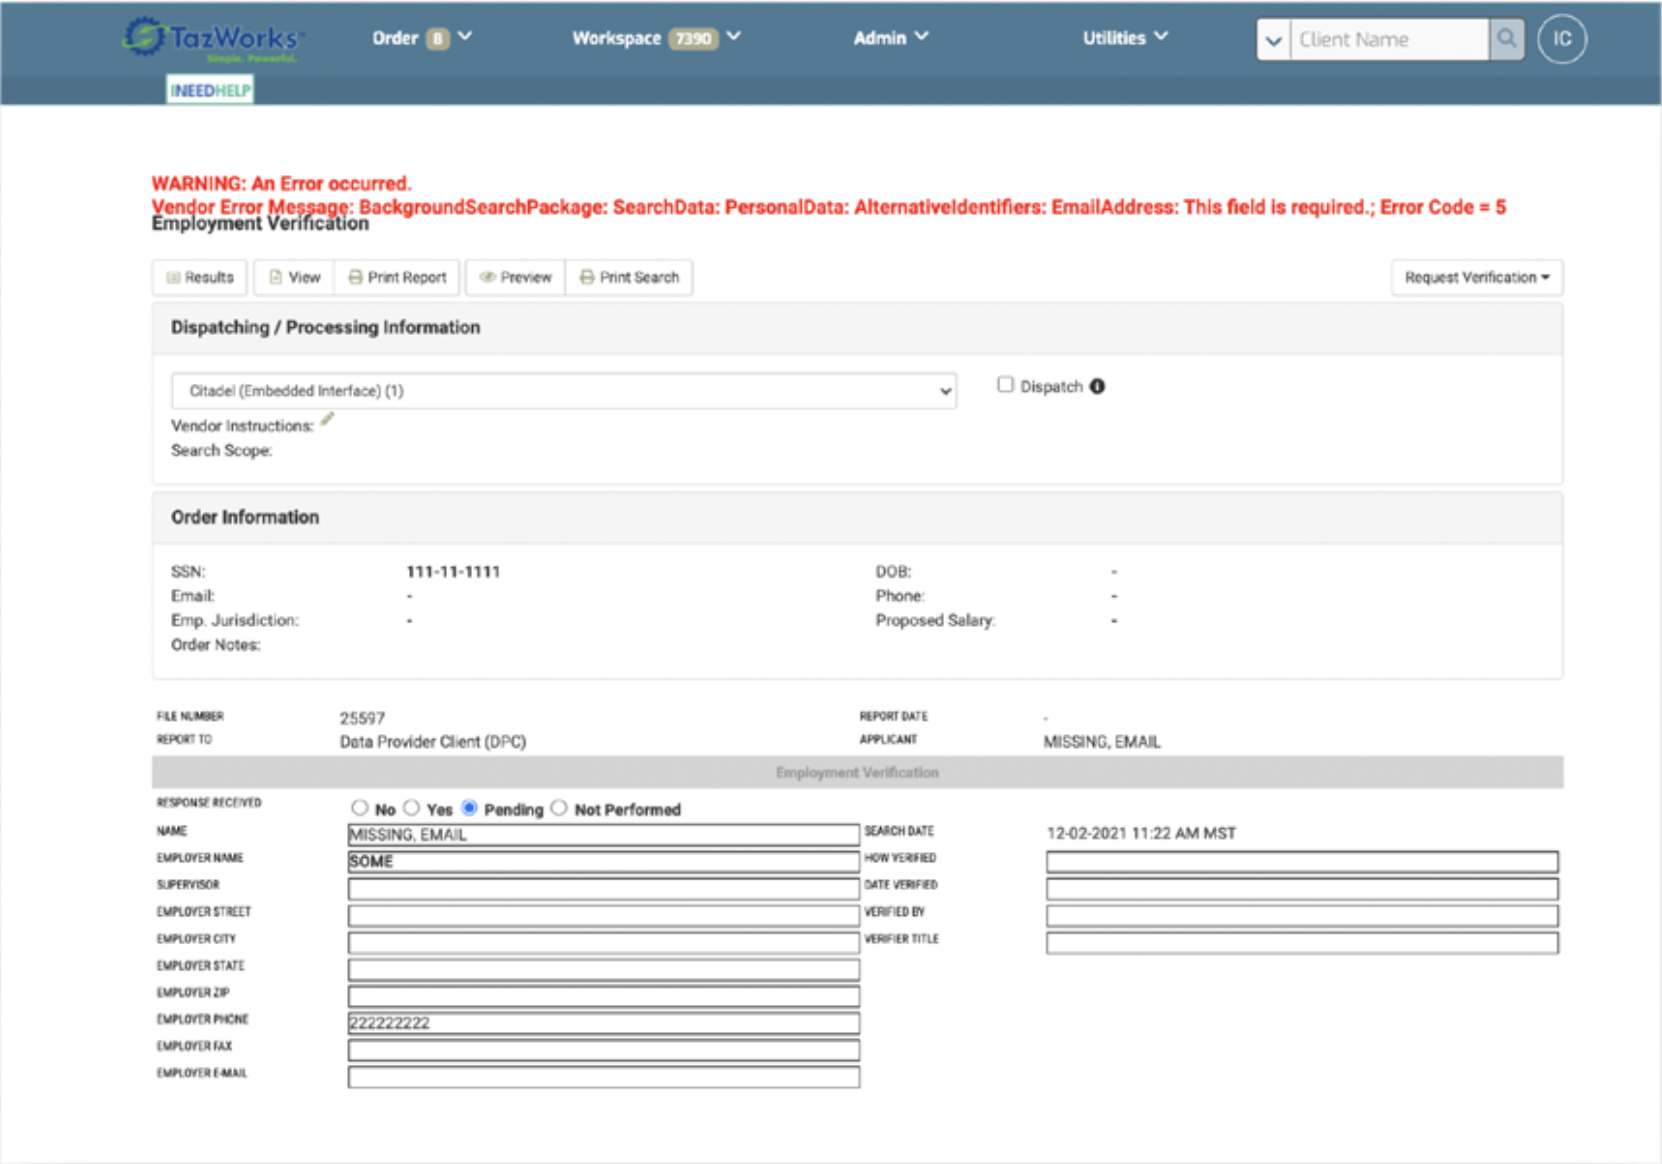 TazWorks
Simple. Powerful.
Order 8
Workspace 7390
Admin
Utilities
Client Name
IC
INEEDHELP
WARNING: An Error occurred.
Vendor Error Message: BackgroundSearchPackage: SearchData: PersonalData: AlternativeIdentifiers: EmailAddress: This field is required.; Error Code = 5
Employment Verification
Results View Print Report Preview Print Search Request Verification
Dispatching / Processing Information
Citadel (Embedded Interface) (1) Dispatch
Vendor Instructions:
Search Scope:
Order Information
SSN: 111-11-1111 DOB: -
Email: - Phone: -
Emp. Jurisdiction: - Proposed Salary: -
Order Notes:
FILE NUMBER 25597 REPORT DATE -
REPORT TO Data Provider Client (DPC) APPLICANT MISSING, EMAIL
Employment Verification
RESPONSE RECEIVED No Yes Pending Not Performed
NAME MISSING, EMAIL SEARCH DATE 12-02-2021 11:22 AM MST
EMPLOYER NAME SOME HOW VERIFIED
SUPERVISOR DATE VERIFIED
EMPLOYER STREET VERIFIED BY
EMPLOYER CITY VERIFIER TITLE
EMPLOYER STATE
EMPLOYER ZIP
EMPLOYER PHONE 222222222
EMPLOYER FAX
EMPLOYER E-MAIL